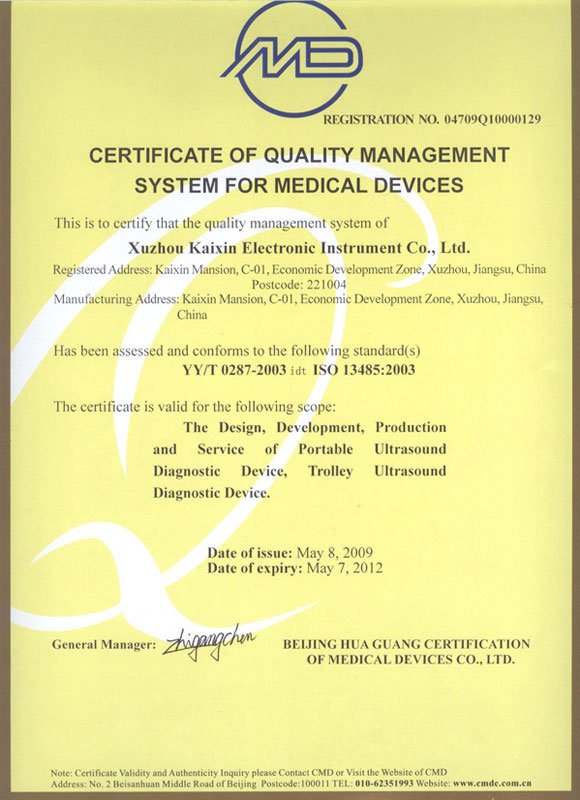 MD
REGISTRATION NO. 04709Q10000129
CERTIFICATE OF QUALITY MANAGEMENT
SYSTEM FOR MEDICAL DEVICES
This is to certify that the quality management system of
Xuzhou Kaixin Electronic Instrument Co., Ltd.
Registered Address: Kaixin Mansion, C-01, Economic Development Zone, Xuzhou, Jiangsu, China
Postcode: 221004
Manufacturing Address: Kaixin Mansion, C-01, Economic Development Zone, Xuzhou, Jiangsu,
China
Has been assessed and conforms to the following standard(s)
YY/T 0287-2003 idt ISO 13485:2003
The certificate is valid for the following scope:
The Design, Development, Production
and Service of Portable Ultrasound
Diagnostic Device, Trolley Ultrasound
Diagnostic Device.
Date of issue: May 8, 2009
Date of expiry: May 7, 2012
General Manager: Zhigangchen
BEIJING HUA GUANG CERTIFICATION
OF MEDICAL DEVICES CO., LTD.
Note: Certificate Validity and Authenticity Inquiry please Contact CMD or Visit the Website of CMD
Address: No. 2 Beisanhuan Middle Road of Beijing Postcode:100011 TEL: 010-62351993 Website: www.cmdc.com.cn